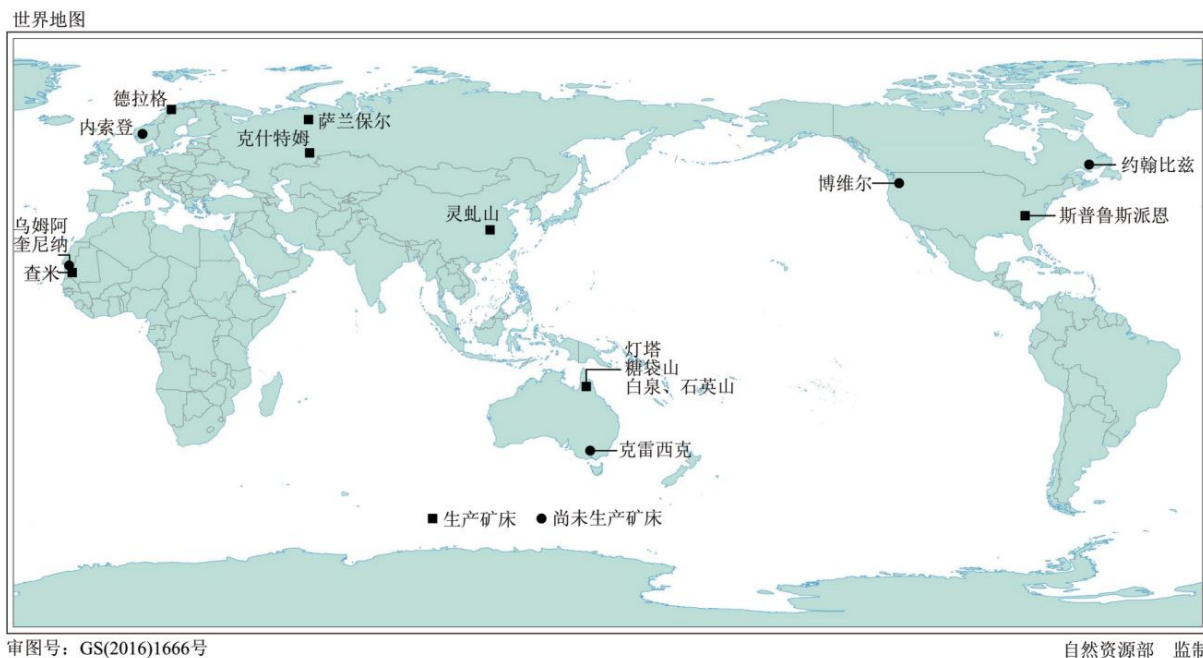 世界地图
德拉格
内索登
萨兰保尔
克什特姆
约翰比兹
博维尔
斯普鲁斯派恩
灵虬山
乌姆阿
奎尼纳
查米
灯塔
糖袋山
白泉、石英山
克雷西克
生产矿床
尚未生产矿床
审图号：GS(2016)1666号
自然资源部 监制